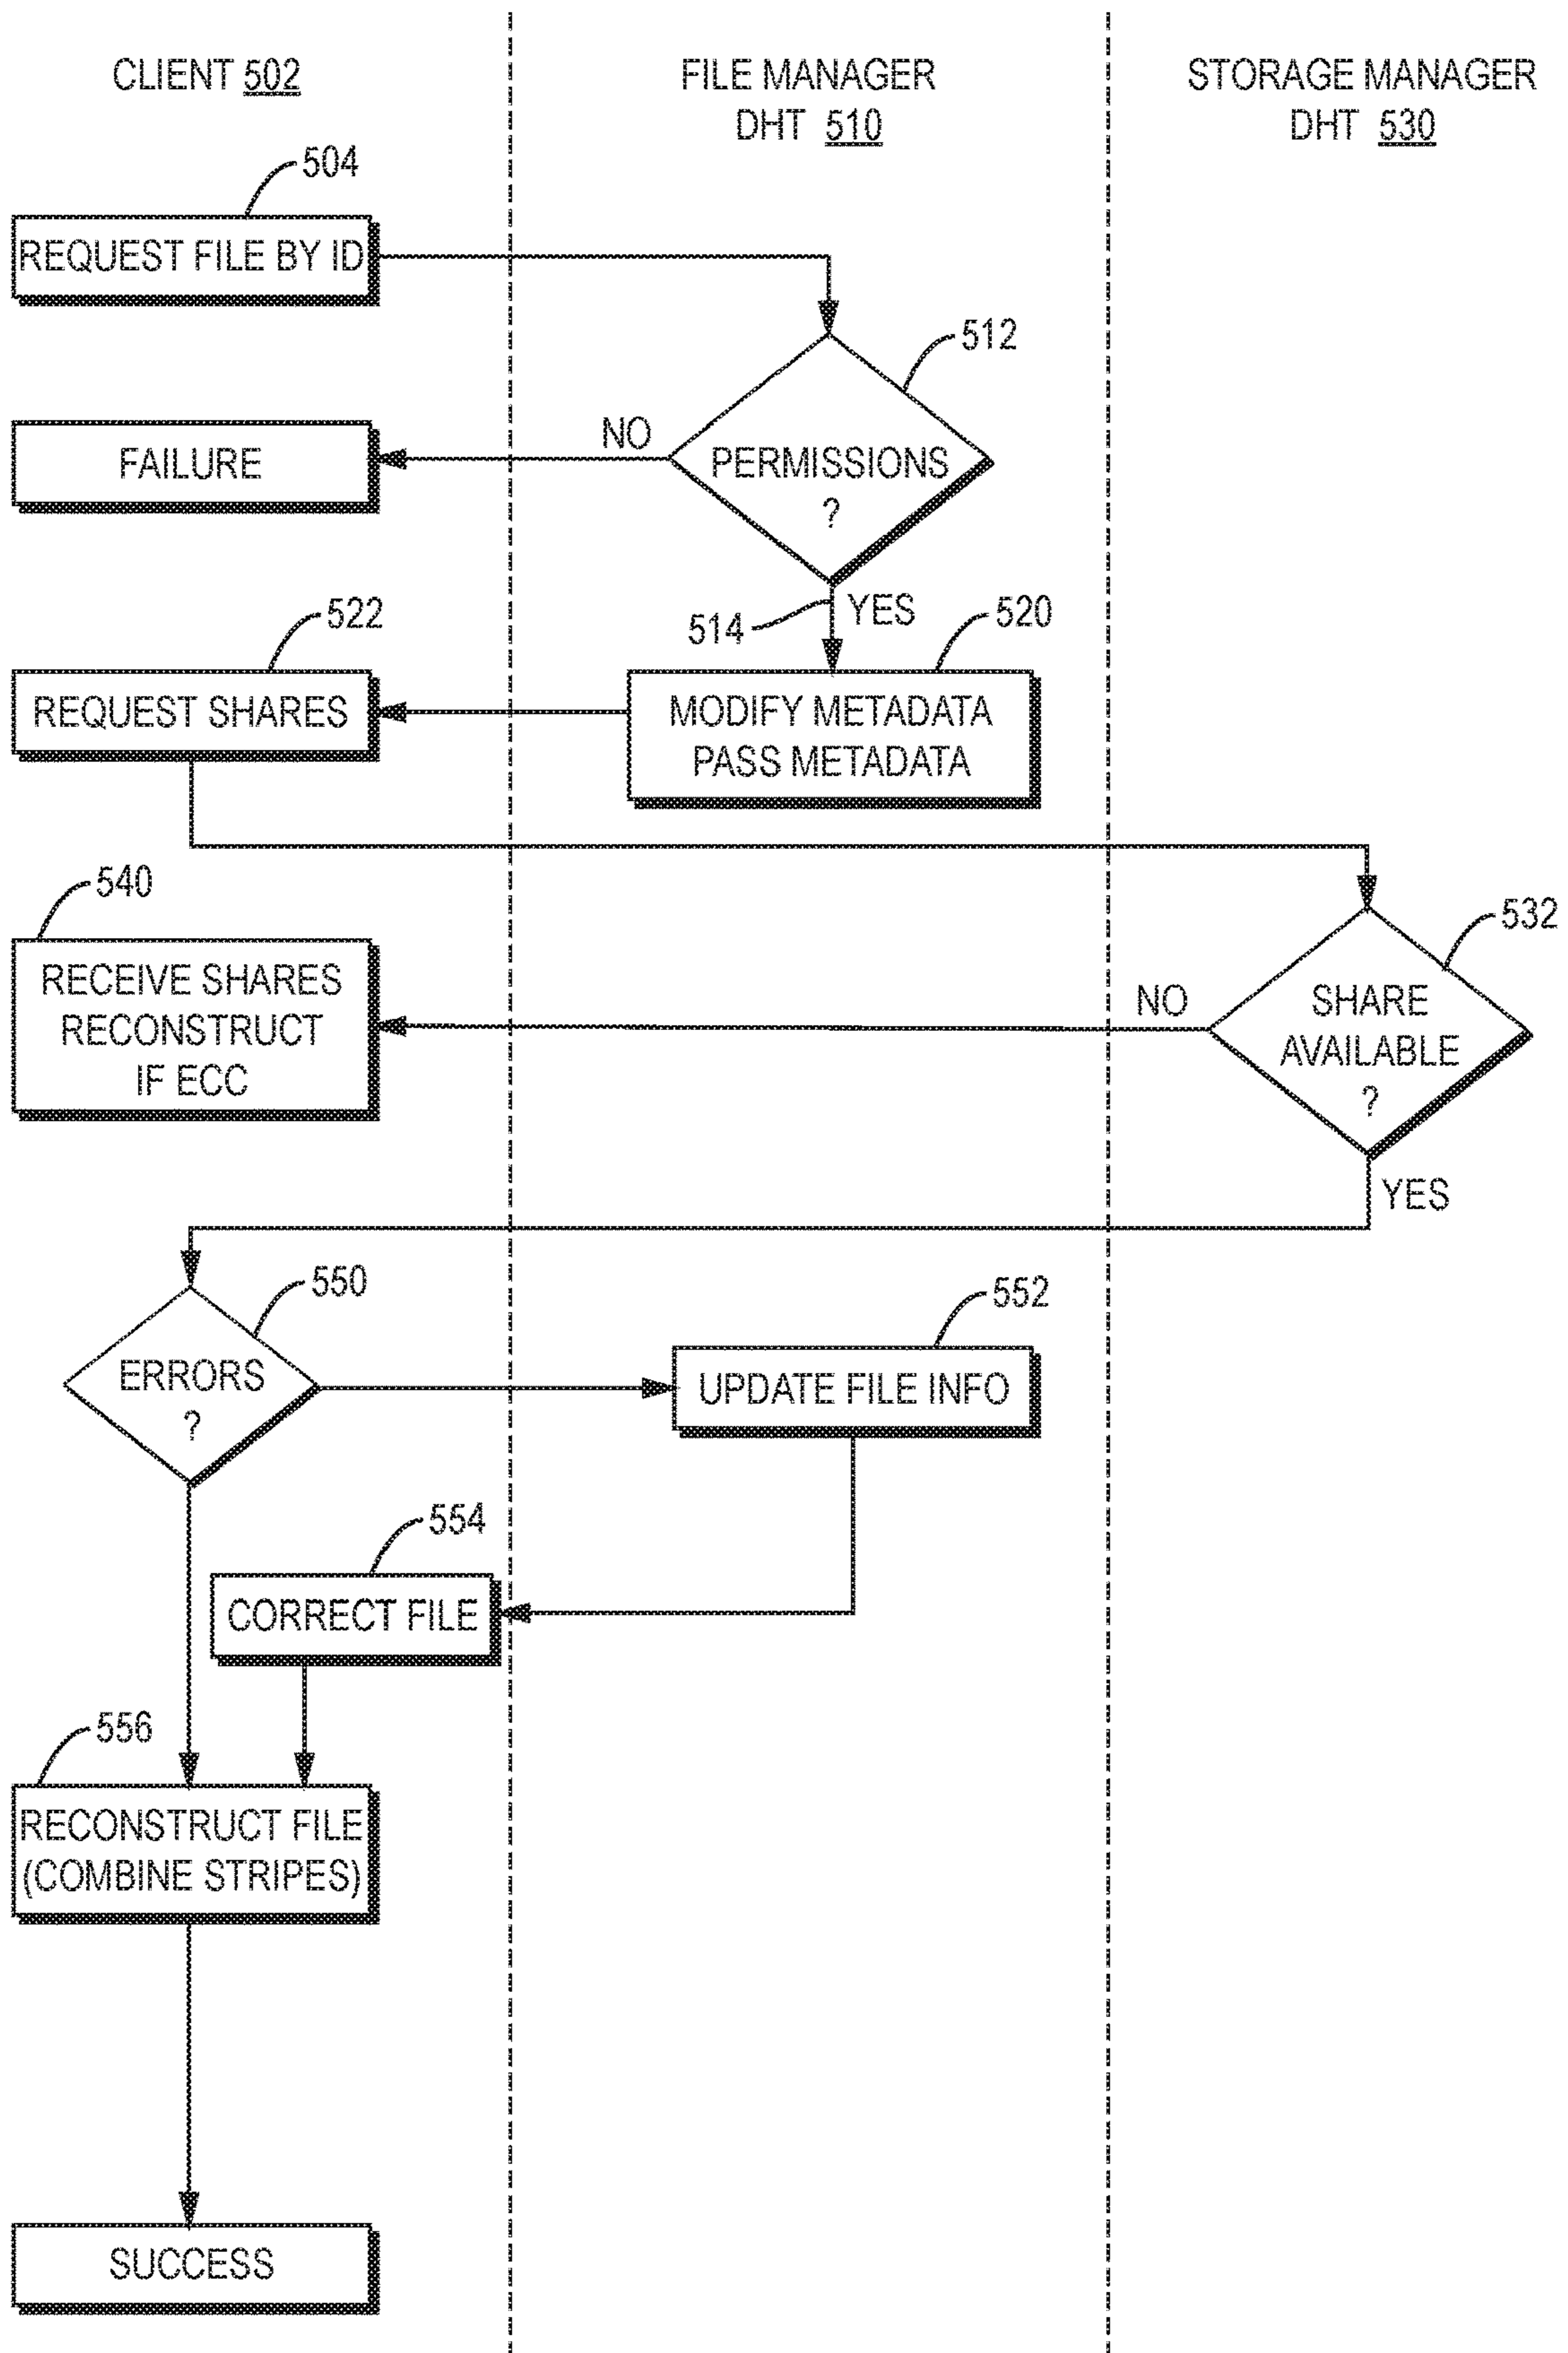 CLIENT 502
FILE MANAGER
DHT 510
STORAGE MANAGER
DHT 530
504
REQUEST FILE BY ID
512
PERMISSIONS
?
NO
FAILURE
514
YES
520
MODIFY METADATA
PASS METADATA
522
REQUEST SHARES
532
SHARE
AVAILABLE
?
NO
540
RECEIVE SHARES
RECONSTRUCT
IF ECC
YES
550
ERRORS
?
552
UPDATE FILE INFO
554
CORRECT FILE
556
RECONSTRUCT FILE
(COMBINE STRIPES)
SUCCESS